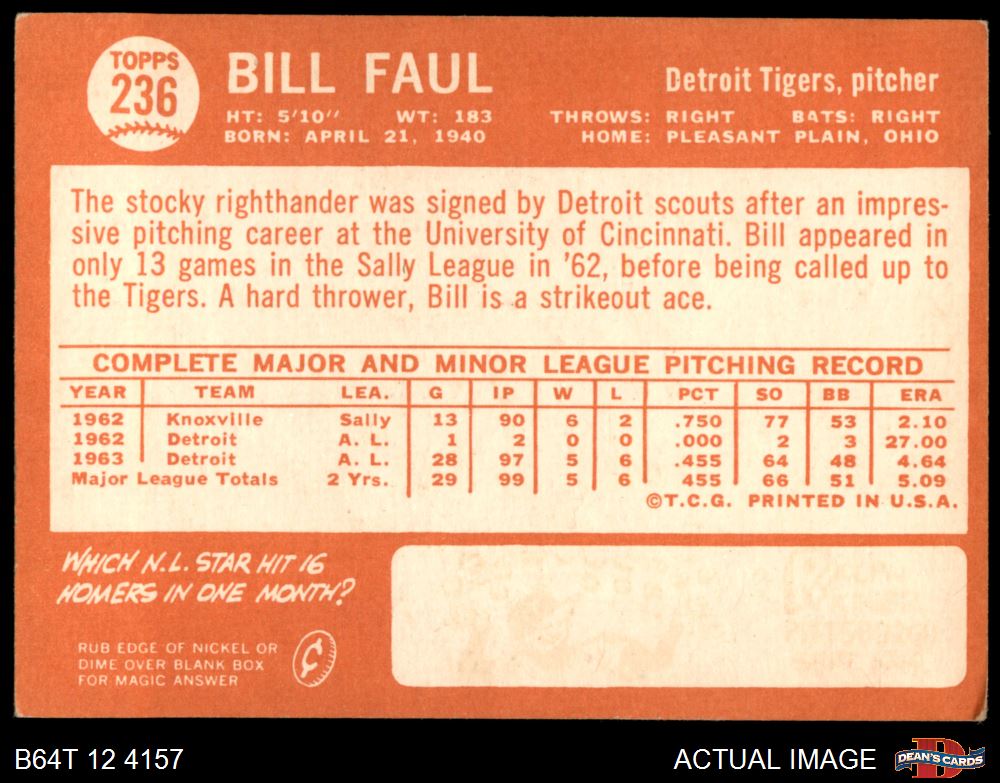 TOPPS
236
BILL FAUL
Detroit Tigers, pitcher
HT: 5'10" WT: 183 THROWS: RIGHT BATS: RIGHT
BORN: APRIL 21, 1940 HOME: PLEASANT PLAIN, OHIO
The stocky righthander was signed by Detroit scouts after an impres-
sive pitching career at the University of Cincinnati. Bill appeared in
only 13 games in the Sally League in '62, before being called up to
the Tigers. A hard thrower, Bill is a strikeout ace.
COMPLETE MAJOR AND MINOR LEAGUE PITCHING RECORD
YEAR TEAM LEA. G IP W L PCT SO BB ERA
1962 Knoxville Sally 13 90 6 2 .750 77 53 2.10
1962 Detroit A. L. 1 2 0 0 .000 2 3 27.00
1963 Detroit A. L. 28 97 5 6 .455 64 48 4.64
Major League Totals 2 Yrs. 29 99 5 6 .455 66 51 5.09
©T.C.G. PRINTED IN U.S.A.
WHICH N.L. STAR HIT 16
HOMERS IN ONE MONTH?
RUB EDGE OF NICKEL OR
DIME OVER BLANK BOX
FOR MAGIC ANSWER
¢
B64T 12 4157
ACTUAL IMAGE
D
DEAN'S CARDS